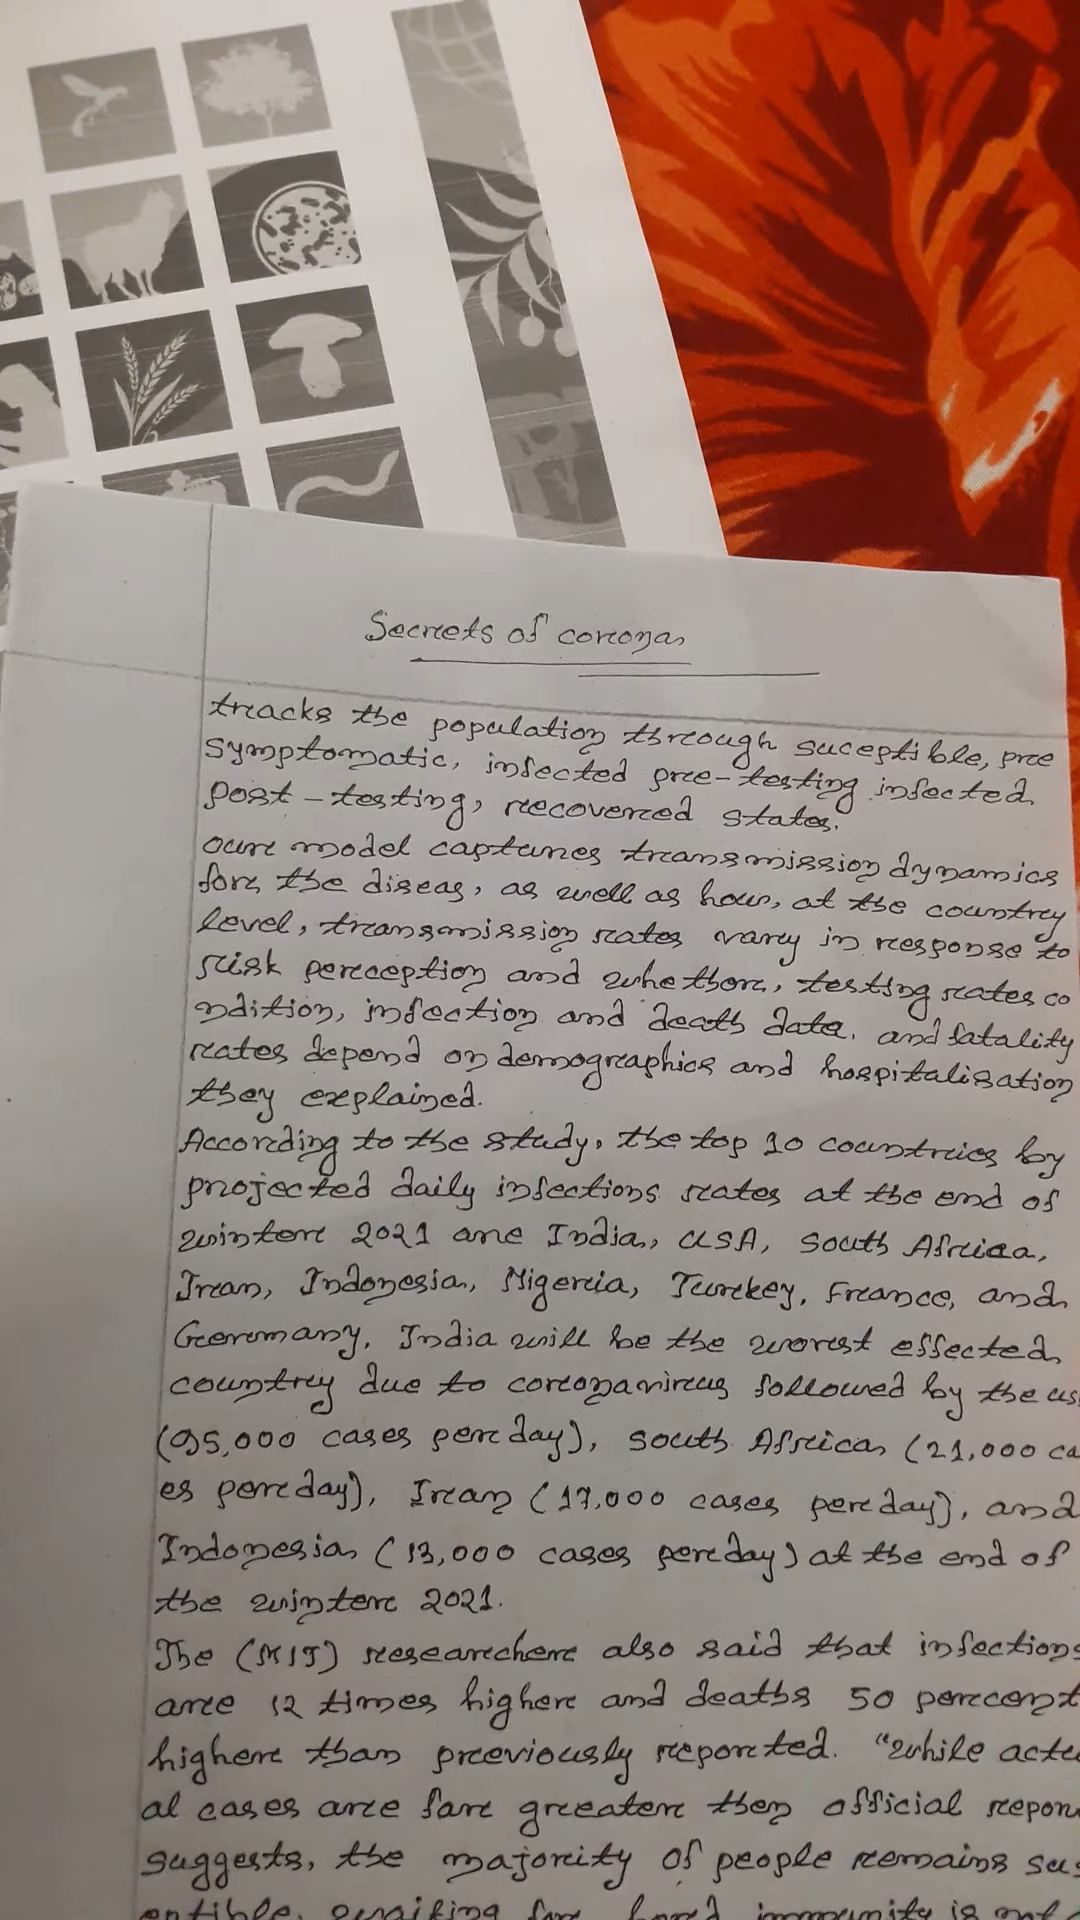 Secrets of corona
tracks the population through suceptible, pre
symptomatic, infected pre-testing infected
post-testing, recovered states.
our model captures transmission dynamics
for the diseas, as well as how, at the country
level, transmission rates vary in response to
risk perception and whether, testing rates co
ndition, infection and death data, and fatality
rates depend on demographics and hospitalisation
they explained.
According to the study, the top 10 countries by
projected daily infections rates at the end of
winter 2021 are India, USA, South Africa,
Iran, Indonesia, Nigeria, Turkey, France, and
Germany. India will be the worst effected
country due to coronavirus followed by the us
(95,000 cases per day), South Africa (21,000 ca
es per day), Iran (17,000 cases per day), and
Indonesia (13,000 cases per day) at the end of
the winter 2021.
The (MIT) researcher also said that infections
are 12 times higher and deaths 50 percent
higher than previously reported. "while actu
al cases are far greater then official repor
suggests, the majority of people remains sus
entible, waiting for herd immunity is not